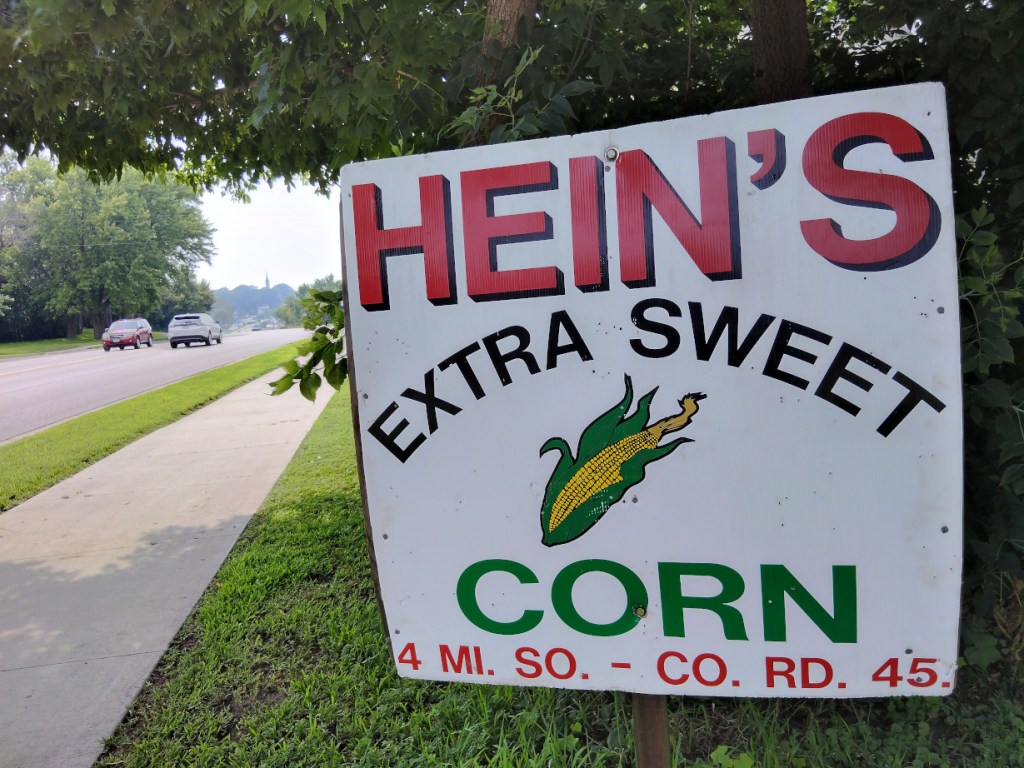 HEIN'S
EXTRA SWEET
CORN
4 MI. SO. - CO. RD. 45.